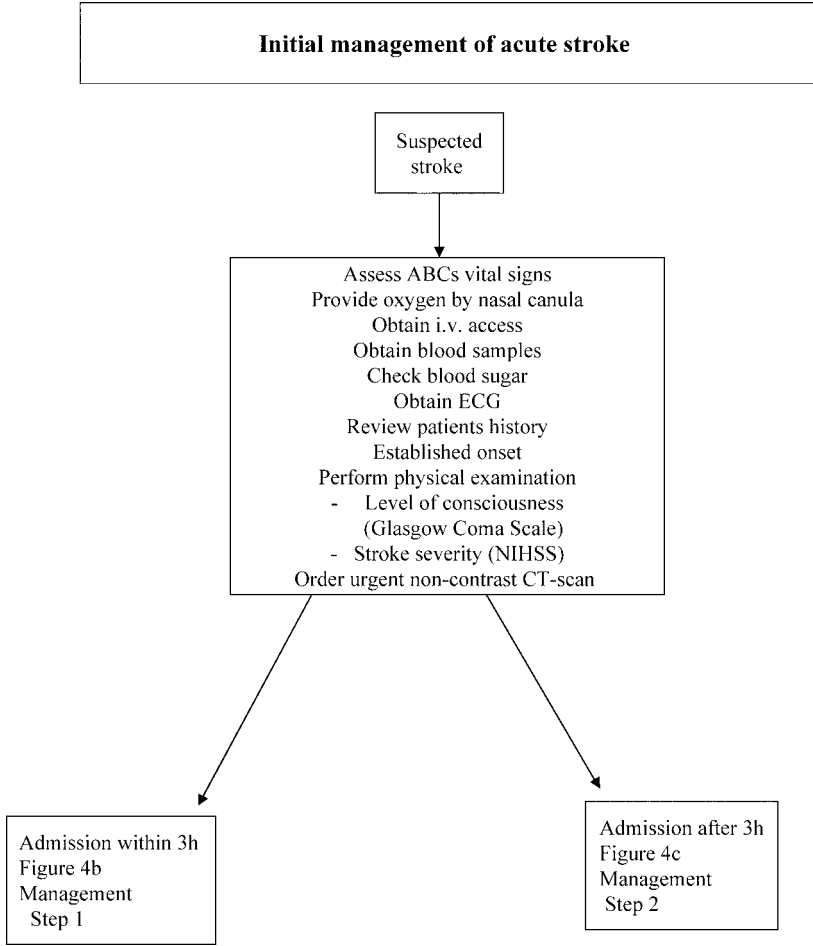 Initial management of acute stroke
Suspected
stroke
Assess ABCs vital signs
Provide oxygen by nasal canula
Obtain i.v. access
Obtain blood samples
Check blood sugar
Obtain ECG
Review patients history
Established onset
Perform physical examination
- Level of consciousness
(Glasgow Coma Scale)
- Stroke severity (NIHSS)
Order urgent non-contrast CT-scan
Admission within 3h
Figure 4b
Management
Step 1
Admission after 3h
Figure 4c
Management
Step 2